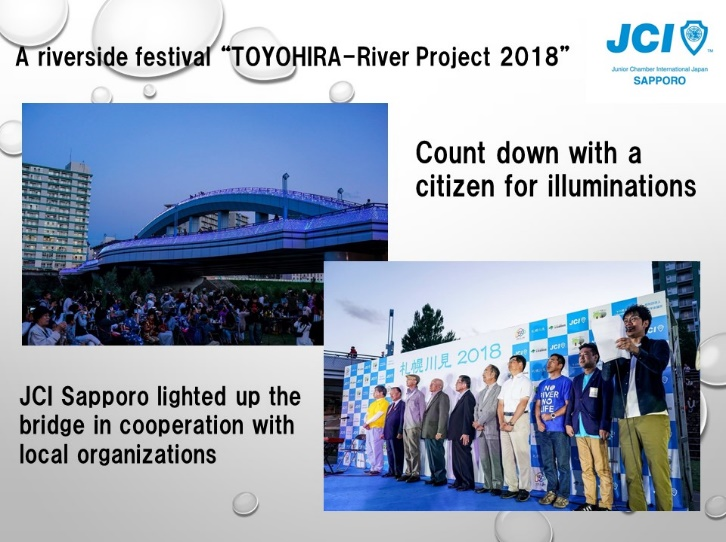 A riverside festival “TOYOHIRA-River Project 2018”
JCI
TM
Junior Chamber International Japan
SAPPORO
Count down with a
citizen for illuminations
札幌川見 2018
JCI
NO
RIVER
NO
LIFE
JCI Sapporo lighted up the
bridge in cooperation with
local organizations